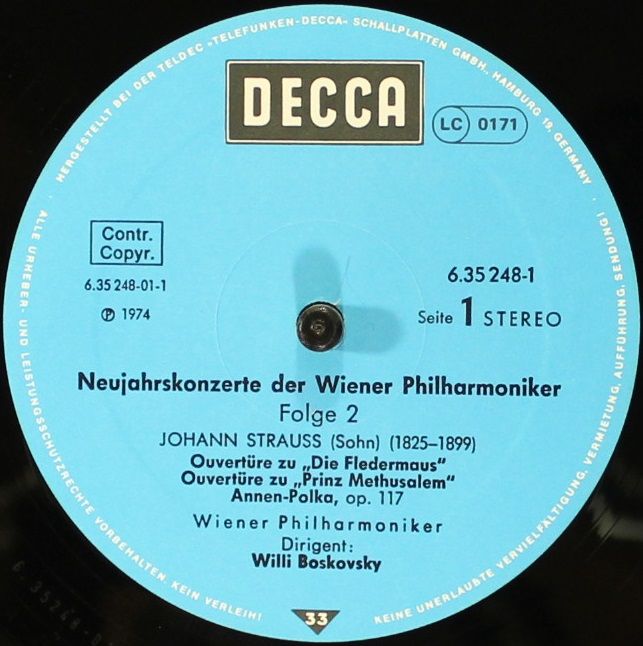 HERGESTELLT BEI DER TELDEC »TELEFUNKEN-DECCA« SCHALLPLATTEN GMBH., HAMBURG 19, GERMANY
DECCA
LC 0171
Contr.
Copyr.
6.35 248-01-1
℗ 1974
6.35 248-1
Seite 1 STEREO
Neujahrskonzerte der Wiener Philharmoniker
Folge 2
JOHANN STRAUSS (Sohn) (1825–1899)
Ouvertüre zu „Die Fledermaus"
Ouvertüre zu „Prinz Methusalem"
Annen-Polka, op. 117
Wiener Philharmoniker
Dirigent:
Willi Boskovsky
33
ALLE URHEBER- UND LEISTUNGSSCHUTZRECHTE VORBEHALTEN. KEIN VERLEIH!
KEINE UNERLAUBTE VERVIELFÄLTIGUNG, VERMIETUNG, AUFFÜHRUNG, SENDUNG!